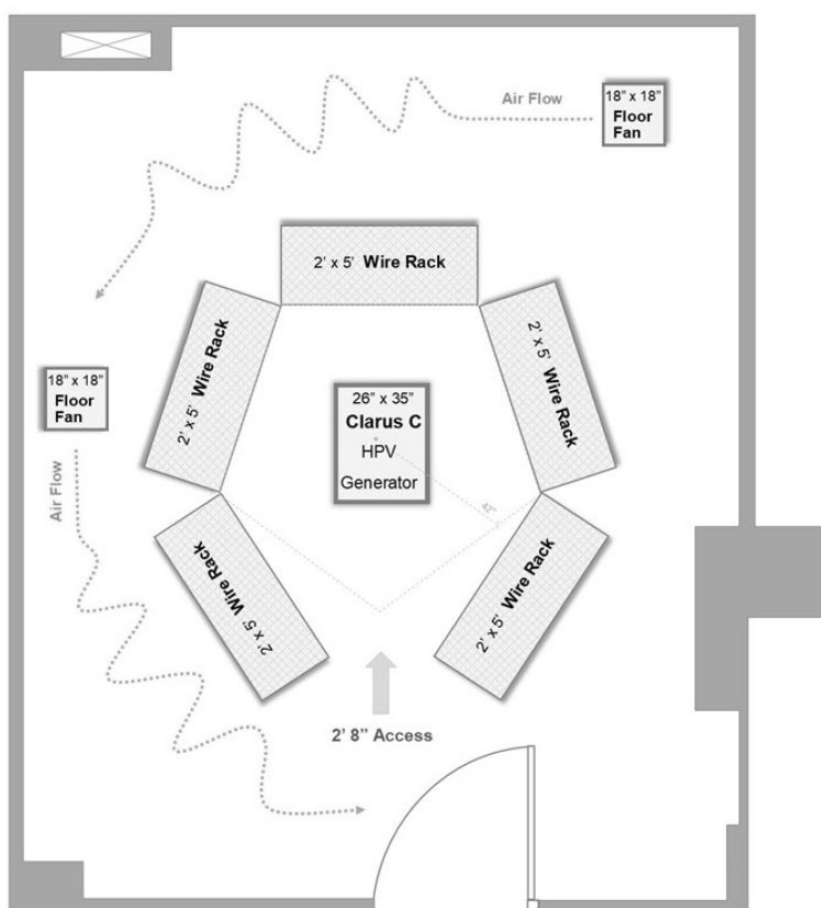 Air Flow
18” x 18”
Floor
Fan
2’ x 5’ Wire Rack
2’ x 5’ Wire Rack
2’ x 5’ Wire Rack
18” x 18”
Floor
Fan
26” x 35”
Clarus C
HPV
Generator
Air Flow
42”
2’ x 5’ Wire Rack
2’ x 5’ Wire Rack
2’ 8” Access